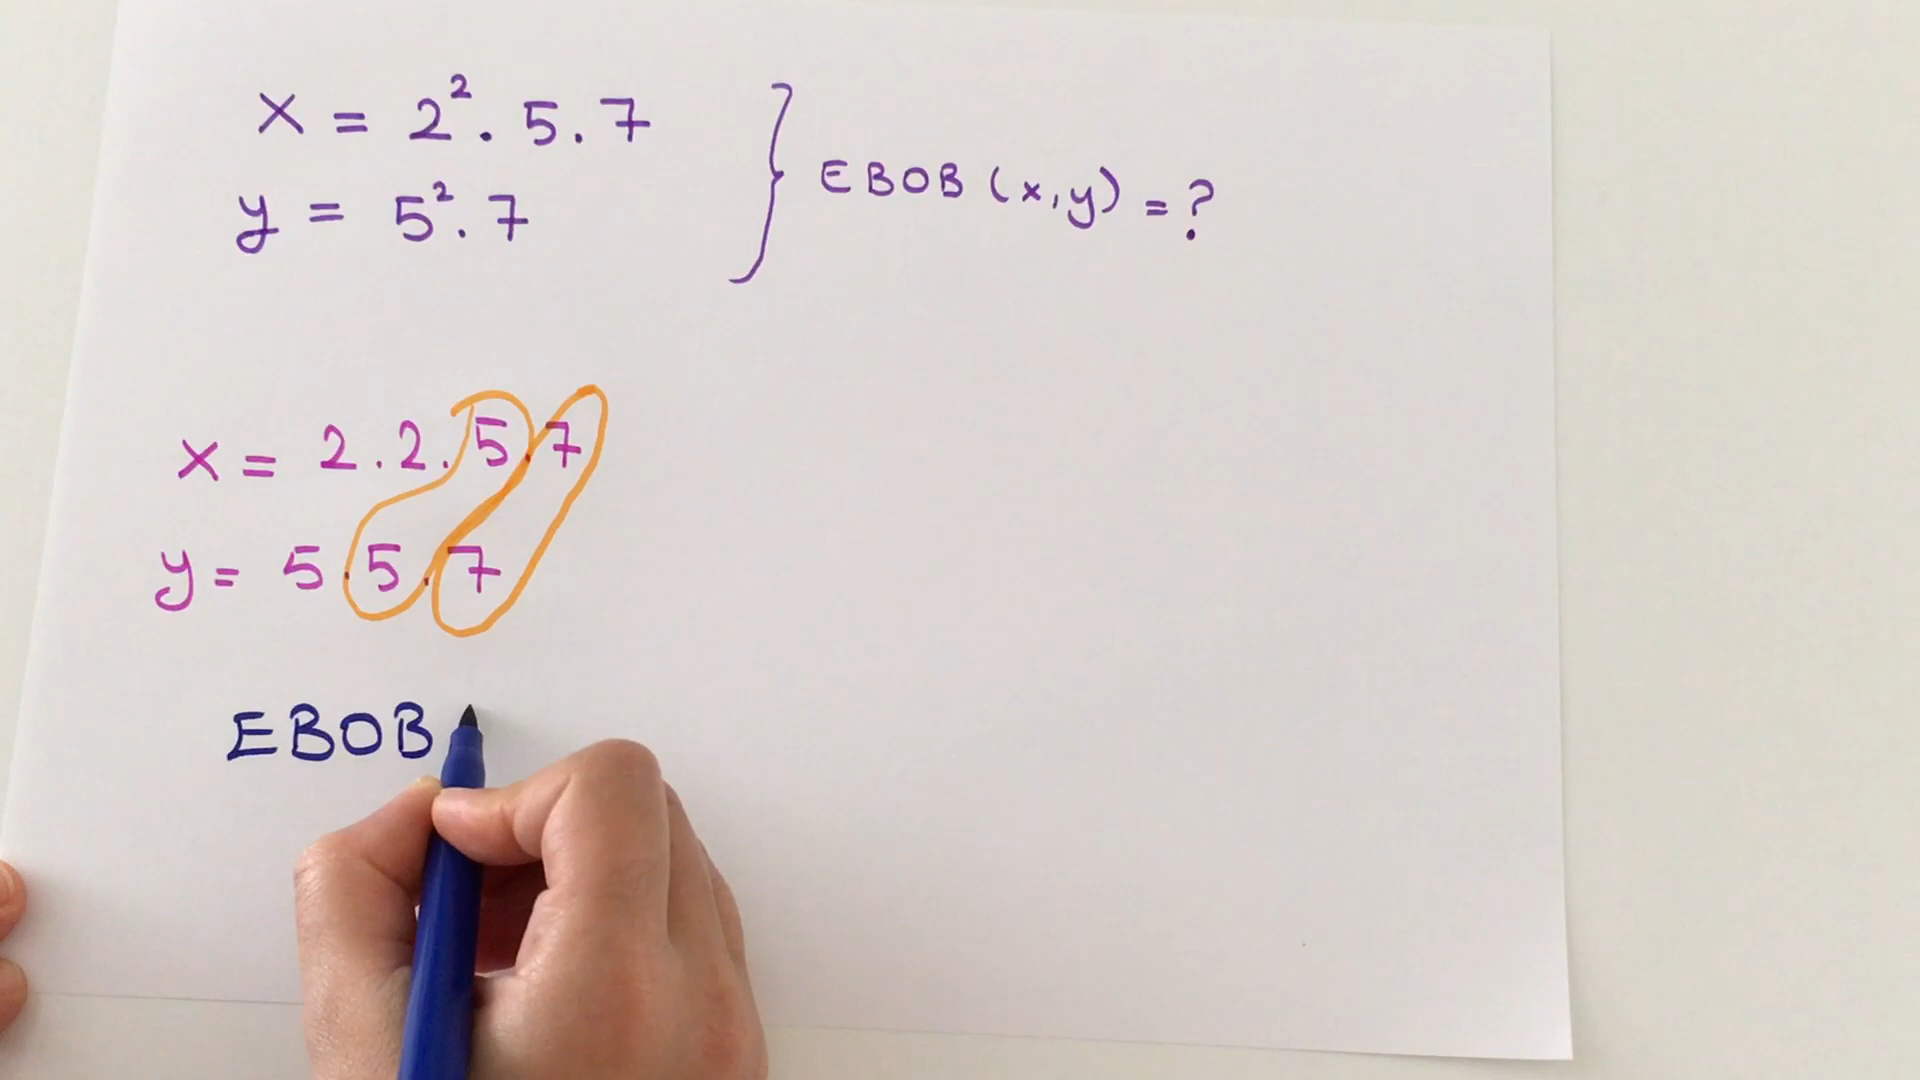 x = 2² . 5 . 7
y = 5² . 7
} EBOB (x,y) = ?
x = 2 . 2 . 5 . 7
y = 5 . 5 . 7
EBOB